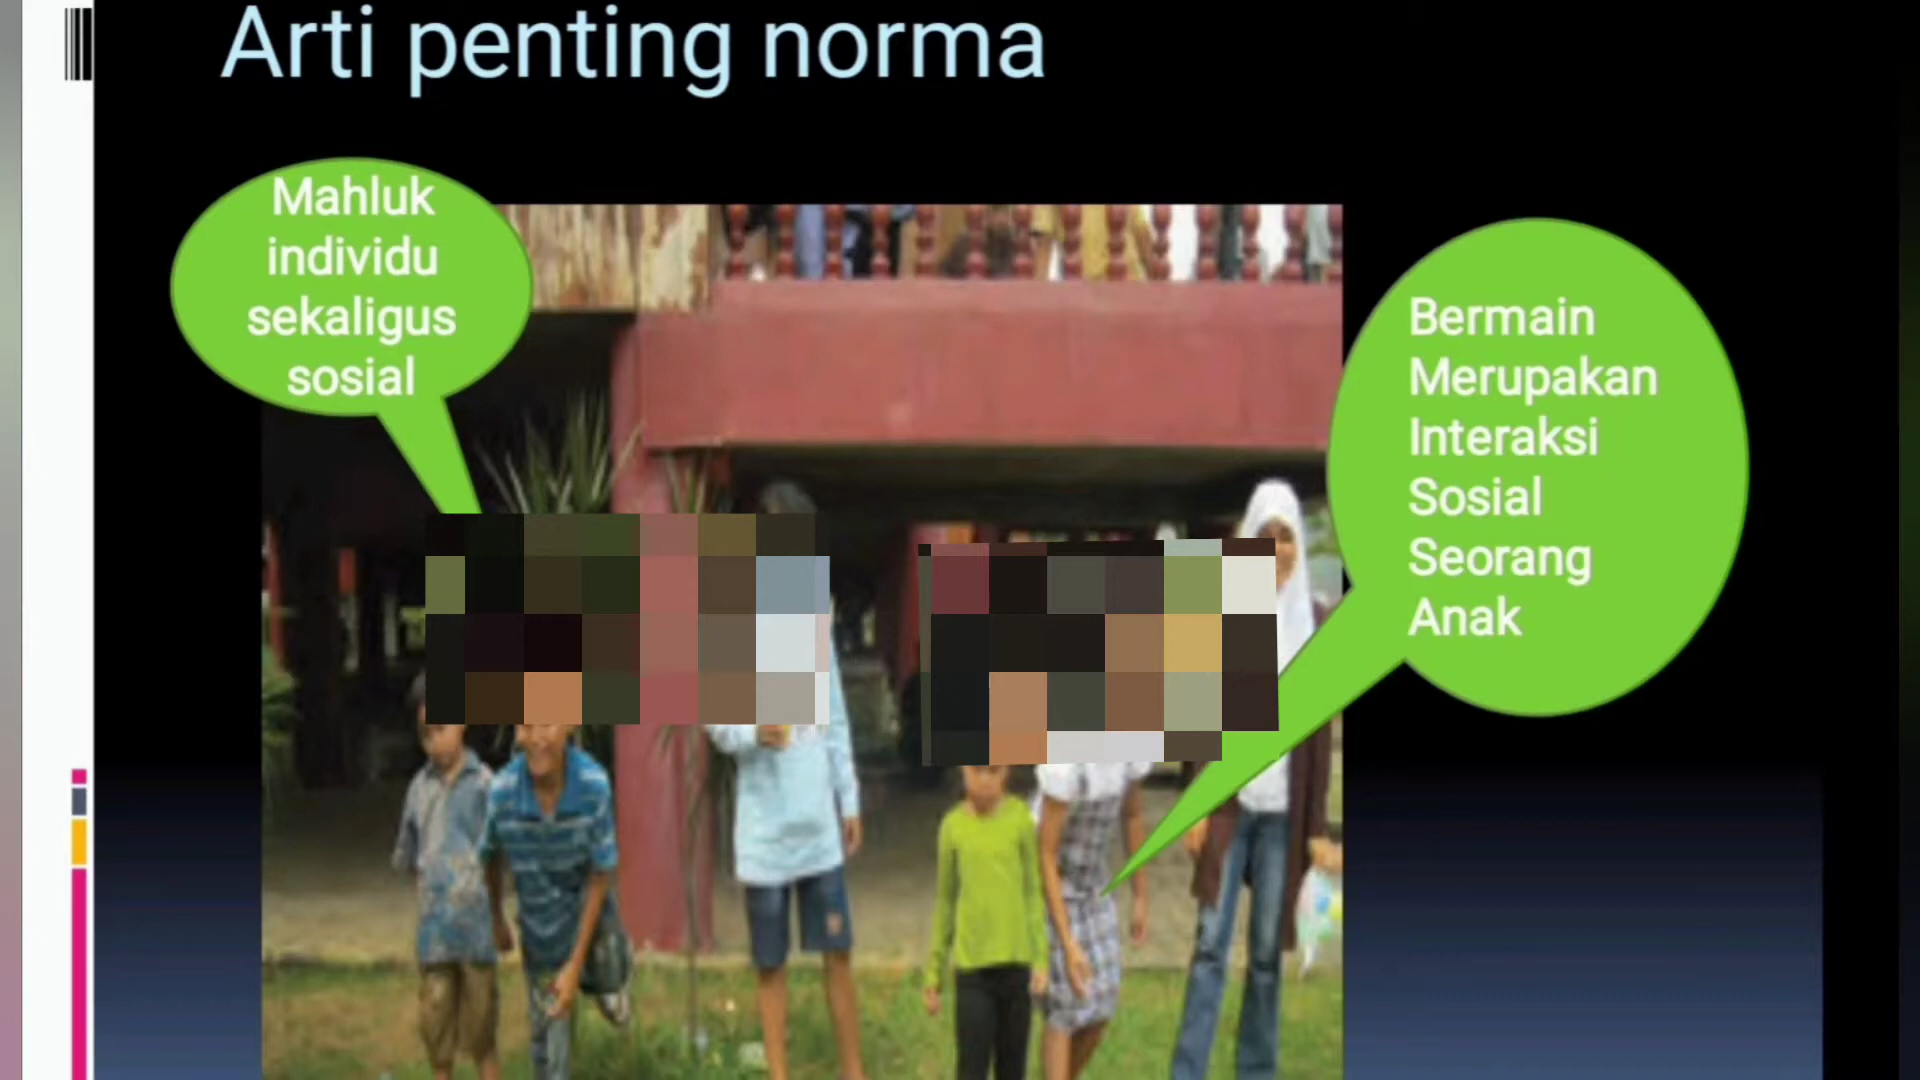 Arti penting norma
Mahluk
individu
sekaligus
sosial
Bermain
Merupakan
Interaksi
Sosial
Seorang
Anak